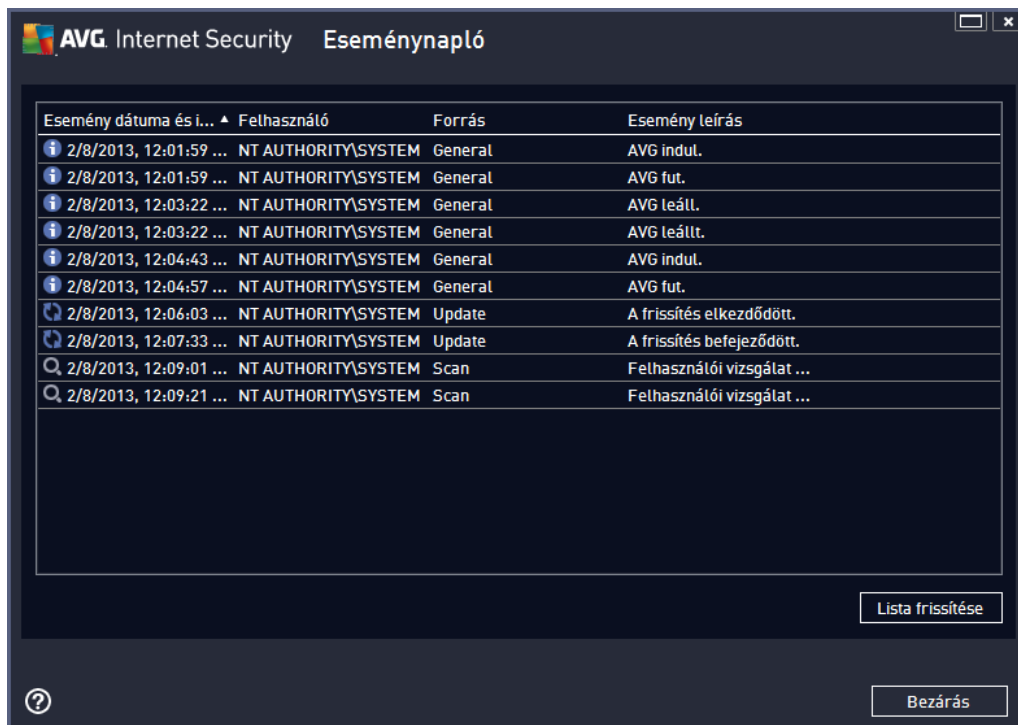 AVG. Internet Security Eseménynapló
Esemény dátuma és i... Felhasználó Forrás Esemény leírás
2/8/2013, 12:01:59 ... NT AUTHORITY\SYSTEM General AVG indul.
2/8/2013, 12:01:59 ... NT AUTHORITY\SYSTEM General AVG fut.
2/8/2013, 12:03:22 ... NT AUTHORITY\SYSTEM General AVG leáll.
2/8/2013, 12:03:22 ... NT AUTHORITY\SYSTEM General AVG leállt.
2/8/2013, 12:04:43 ... NT AUTHORITY\SYSTEM General AVG indul.
2/8/2013, 12:04:57 ... NT AUTHORITY\SYSTEM General AVG fut.
2/8/2013, 12:06:03 ... NT AUTHORITY\SYSTEM Update A frissítés elkezdődött.
2/8/2013, 12:07:33 ... NT AUTHORITY\SYSTEM Update A frissítés befejeződött.
2/8/2013, 12:09:01 ... NT AUTHORITY\SYSTEM Scan Felhasználói vizsgálat ...
2/8/2013, 12:09:21 ... NT AUTHORITY\SYSTEM Scan Felhasználói vizsgálat ...
Lista frissítése
Bezárás